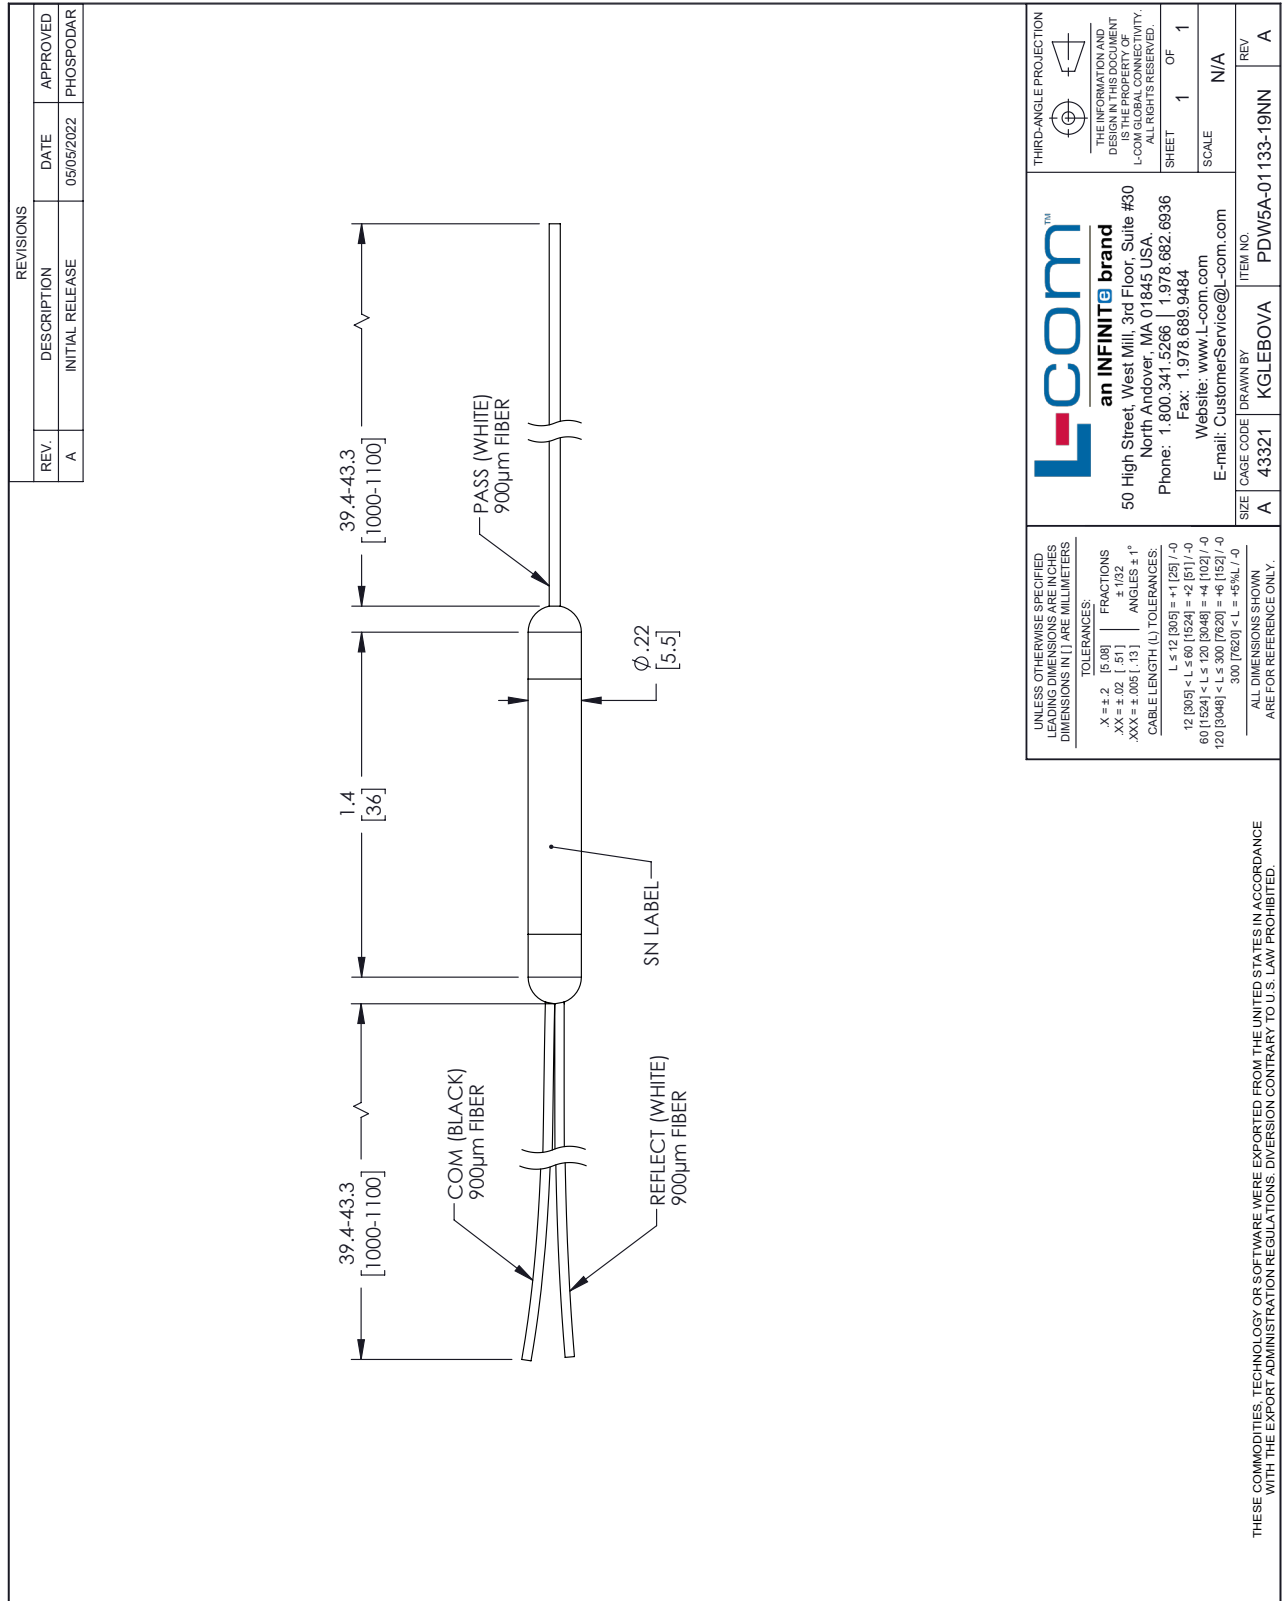 REVISIONS
REV. DESCRIPTION DATE APPROVED
A INITIAL RELEASE 05/05/2022 PHOSPODAR
39.4-43.3
[1000-1100]
1.4
[36]
39.4-43.3
[1000-1100]
COM (BLACK)
900µm FIBER
PASS (WHITE)
900µm FIBER
REFLECT (WHITE)
900µm FIBER
SN LABEL
Ø.22
[5.5]
UNLESS OTHERWISE SPECIFIED
LEADING DIMENSIONS ARE INCHES
DIMENSIONS IN [ ] ARE MILLIMETERS
TOLERANCES:
.X = ± .2 [5.08] FRACTIONS
.XX = ± .02 [ .51] ± 1/32
.XXX = ± .005 [ .13 ] ANGLES ± 1°
CABLE LENGTH (L) TOLERANCES:
L ≤ 12 [305] = +1 [25] / -0
12 [305] < L ≤ 60 [1524] = +2 [51] / -0
60 [1524] < L ≤ 120 [3048] = +4 [102] / -0
120 [3048] < L ≤ 300 [7620] = +6 [152] / -0
300 [7620] < L = +5%L / -0
ALL DIMENSIONS SHOWN
ARE FOR REFERENCE ONLY.
L-com™
an INFINITe brand
50 High Street, West Mill, 3rd Floor, Suite #30
North Andover, MA 01845 USA.
Phone: 1.800.341.5266 | 1.978.682.6936
Fax: 1.978.689.9484
Website: www.L-com.com
E-mail: CustomerService@L-com.com
THIRD-ANGLE PROJECTION
THE INFORMATION AND
DESIGN IN THIS DOCUMENT
IS THE PROPERTY OF
L-COM GLOBAL CONNECTIVITY.
ALL RIGHTS RESERVED.
SHEET 1 OF 1
SCALE N/A
SIZE CAGE CODE DRAWN BY ITEM NO. REV
A 43321 KGLEBOVA PDW5A-01133-19NN A
THESE COMMODITIES, TECHNOLOGY OR SOFTWARE WERE EXPORTED FROM THE UNITED STATES IN ACCORDANCE
WITH THE EXPORT ADMINISTRATION REGULATIONS. DIVERSION CONTRARY TO U.S. LAW PROHIBITED.